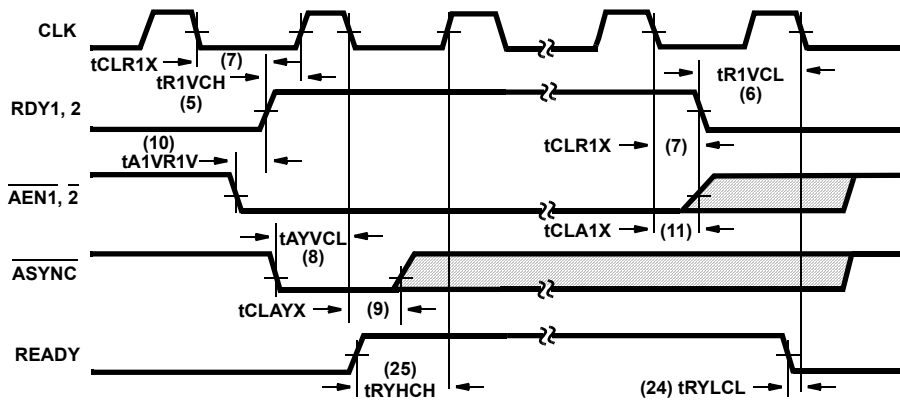 CLK
tCLR1X
(7)
tR1VCH
(5)
tR1VCL
(6)
RDY1, 2
(10)
tA1VR1V
tCLR1X
(7)
AEN1, 2
tCLA1X
(11)
tAYVCL
(8)
ASYNC
tCLAYX
(9)
READY
(25)
tRYHCH
(24) tRYLCL